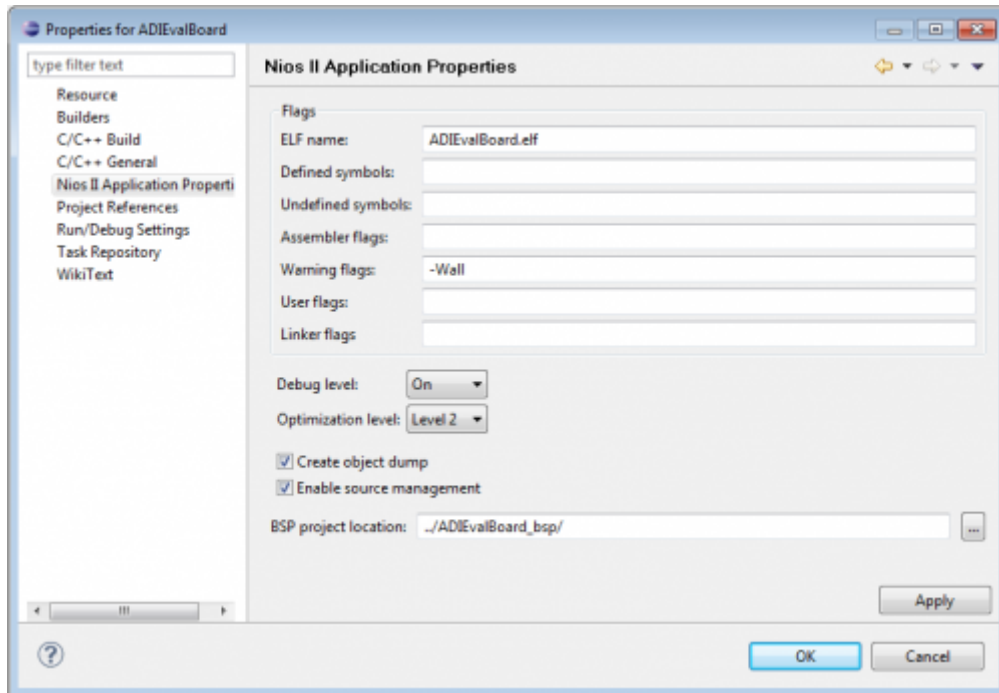 Properties for ADIEvalBoard
type filter text
Resource
Builders
C/C++ Build
C/C++ General
Nios II Application Properti
Project References
Run/Debug Settings
Task Repository
WikiText
Nios II Application Properties
Flags
ELF name: ADIEvalBoard.elf
Defined symbols:
Undefined symbols:
Assembler flags:
Warning flags: -Wall
User flags:
Linker flags
Debug level: On
Optimization level: Level 2
Create object dump
Enable source management
BSP project location: ../ADIEvalBoard_bsp/ ...
Apply
OK Cancel